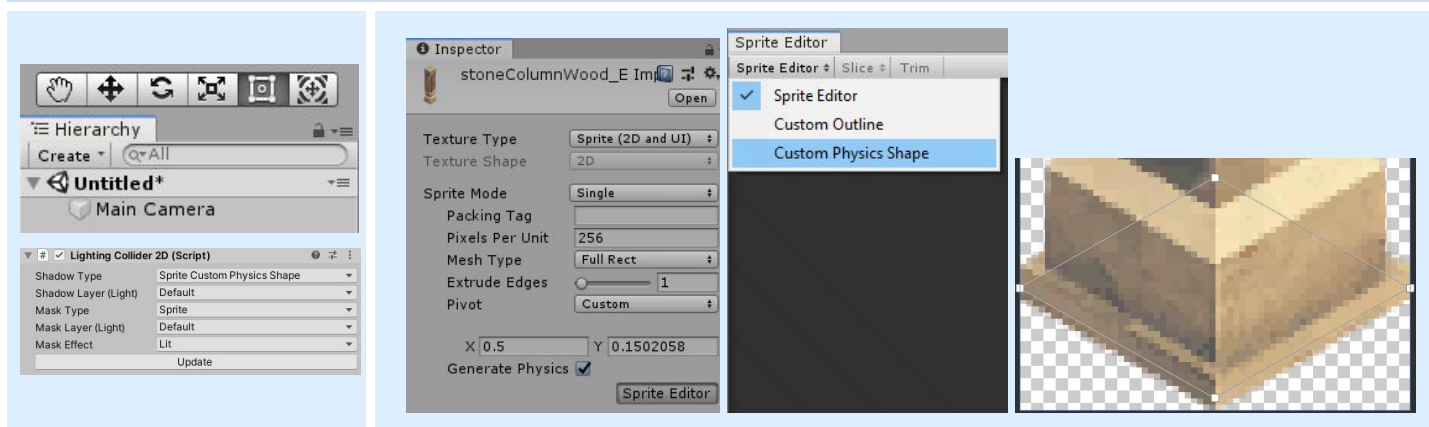 Hierarchy
Create
All
Untitled*
Main Camera
Lighting Collider 2D (Script)
Shadow Type Sprite Custom Physics Shape
Shadow Layer (Light) Default
Mask Type Sprite
Mask Layer (Light) Default
Mask Effect Lit
Update
Inspector
stoneColumnWood_E Imp
Open
Texture Type Sprite (2D and UI)
Texture Shape 2D
Sprite Mode Single
Packing Tag
Pixels Per Unit 256
Mesh Type Full Rect
Extrude Edges 1
Pivot Custom
X 0.5 Y 0.1502058
Generate Physics
Sprite Editor
Sprite Editor
Sprite Editor Slice Trim
Sprite Editor
Custom Outline
Custom Physics Shape